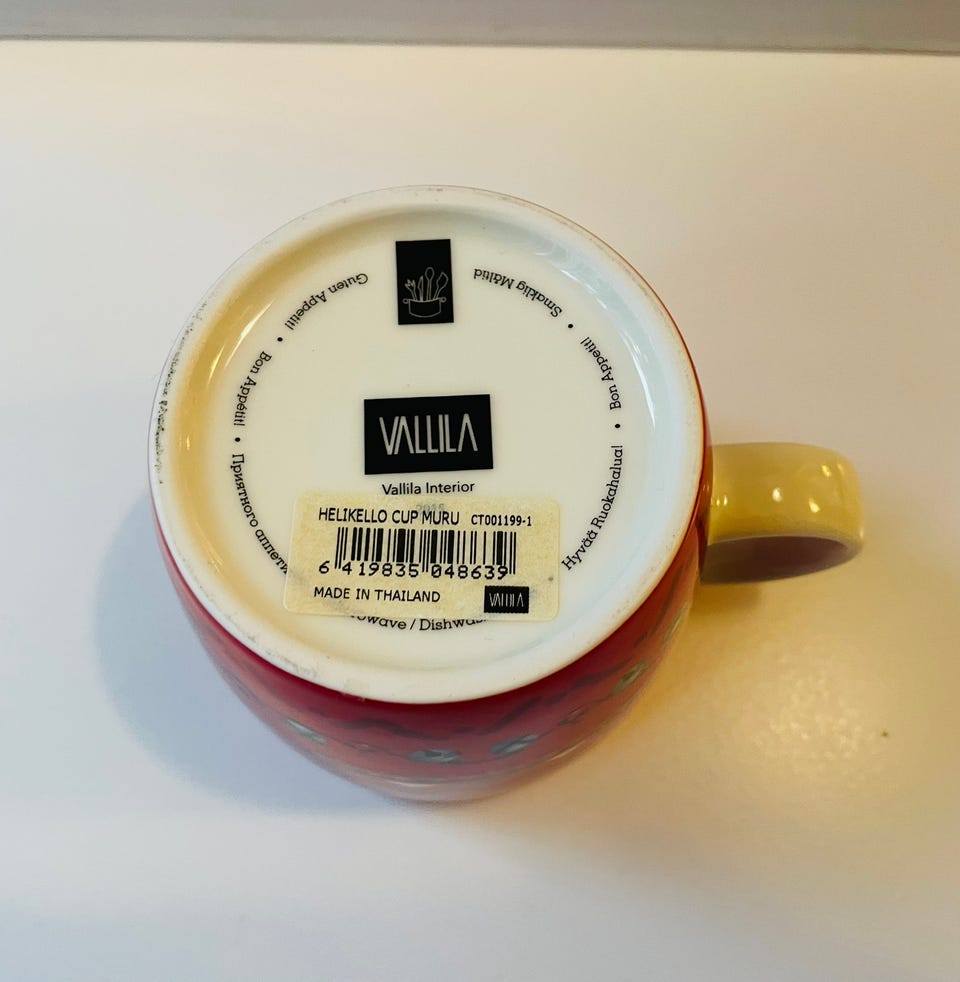 Guten Appetit!
Smaklig Måltid
Bon Appétit!
Bon Appetit!
Приятного
Hyvää Ruokahalua!
VALLILA
Vallila Interior
2015
HELIKELLO CUP MURU CT001199-1
6 419835 048639
MADE IN THAILAND
VALLILA